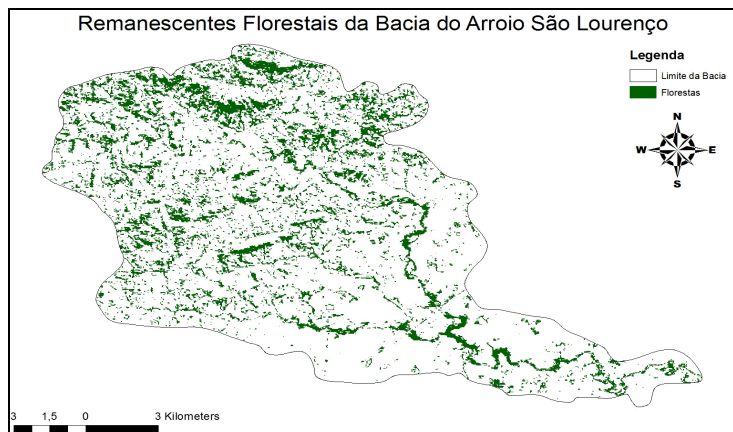 Remanescentes Florestais da Bacia do Arroio São Lourenço
Legenda
Limite da Bacia
Florestas
N
W E
S
3 1,5 0 3 Kilometers